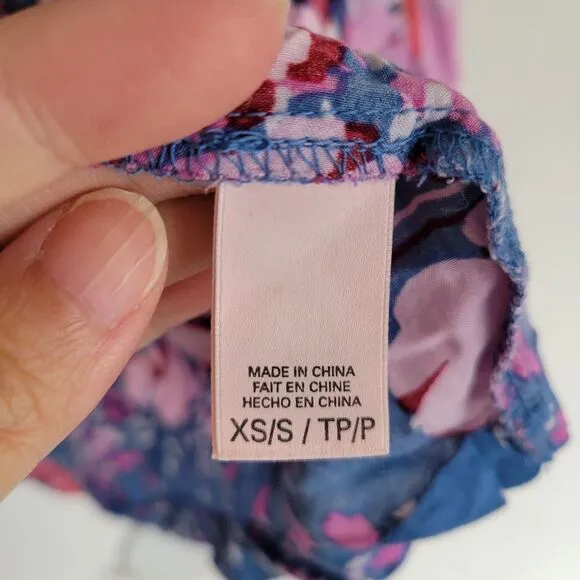 MADE IN CHINA
FAIT EN CHINE
HECHO EN CHINA
XS/S / TP/P